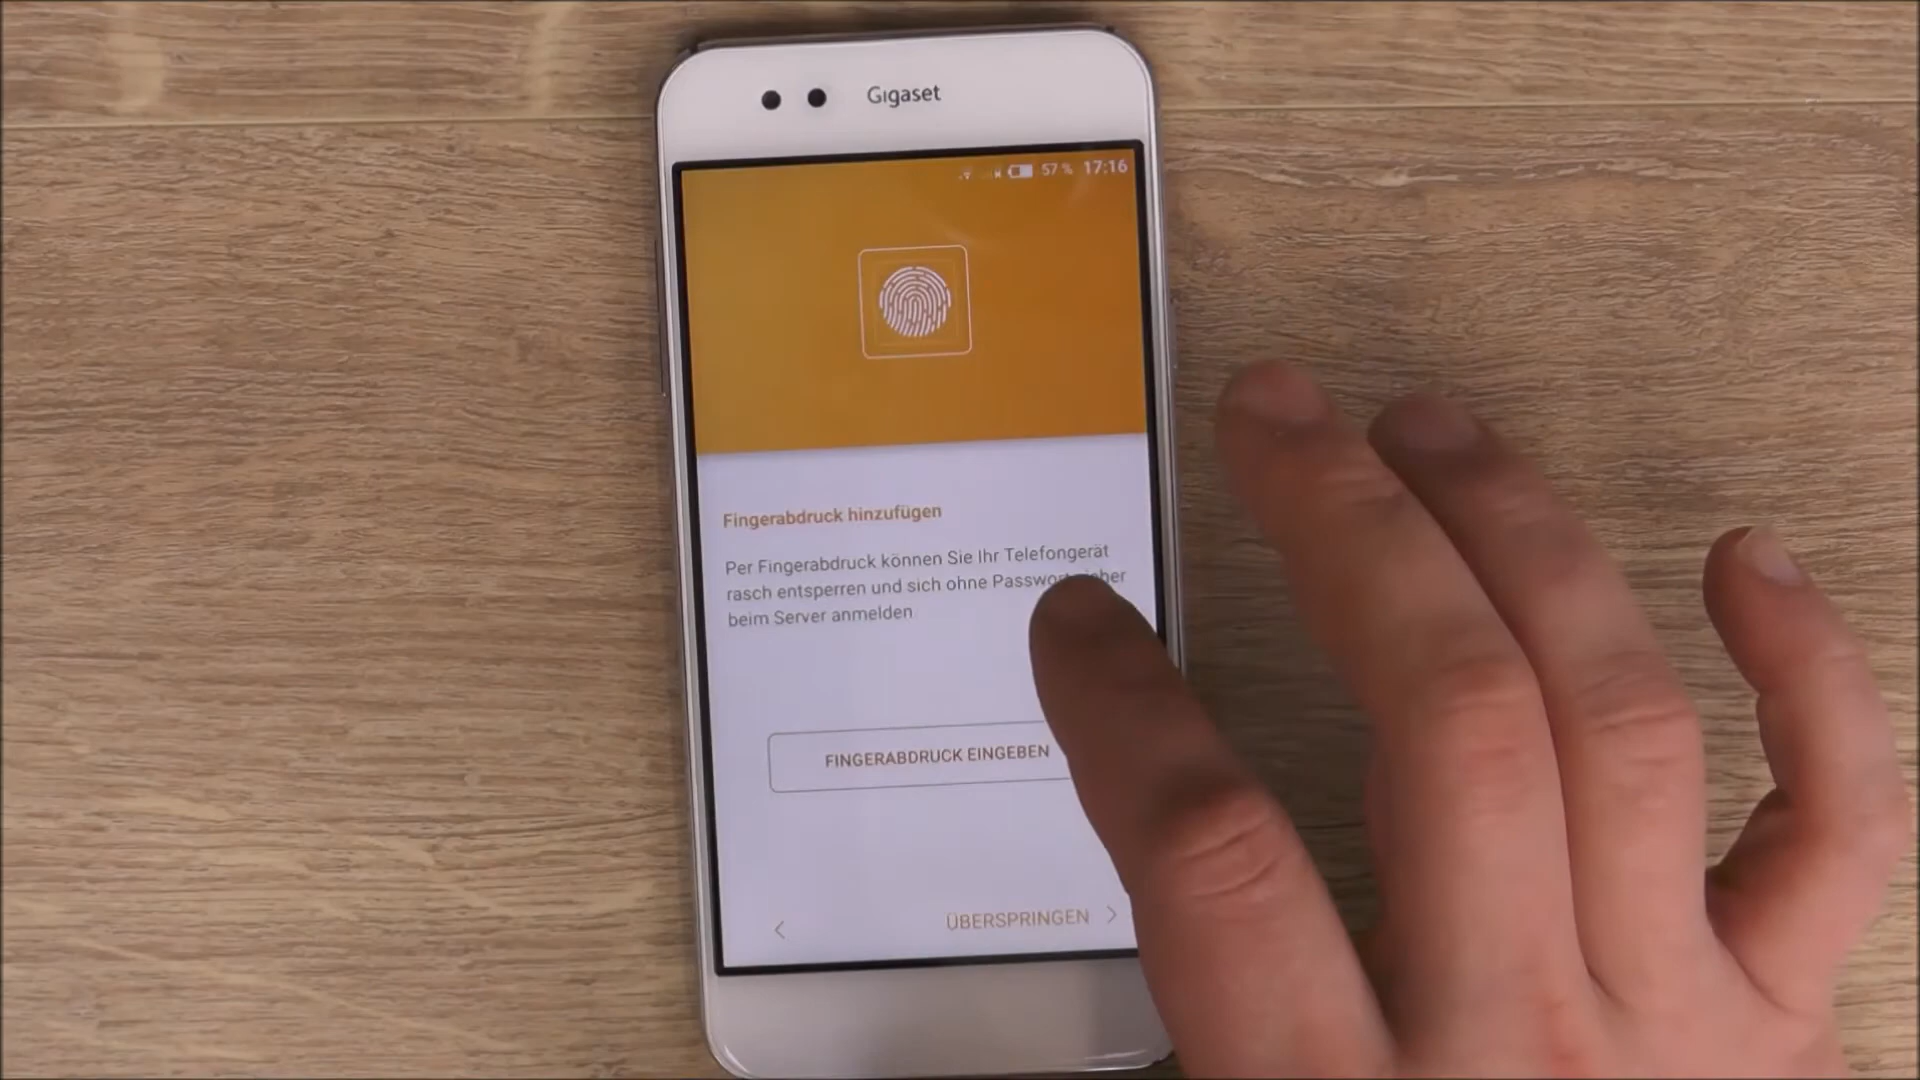 Gigaset
57 % 17:16
Fingerabdruck hinzufügen
Per Fingerabdruck können Sie Ihr Telefongerät
rasch entsperren und sich ohne Passwort sicher
beim Server anmelden
FINGERABDRUCK EINGEBEN
ÜBERSPRINGEN